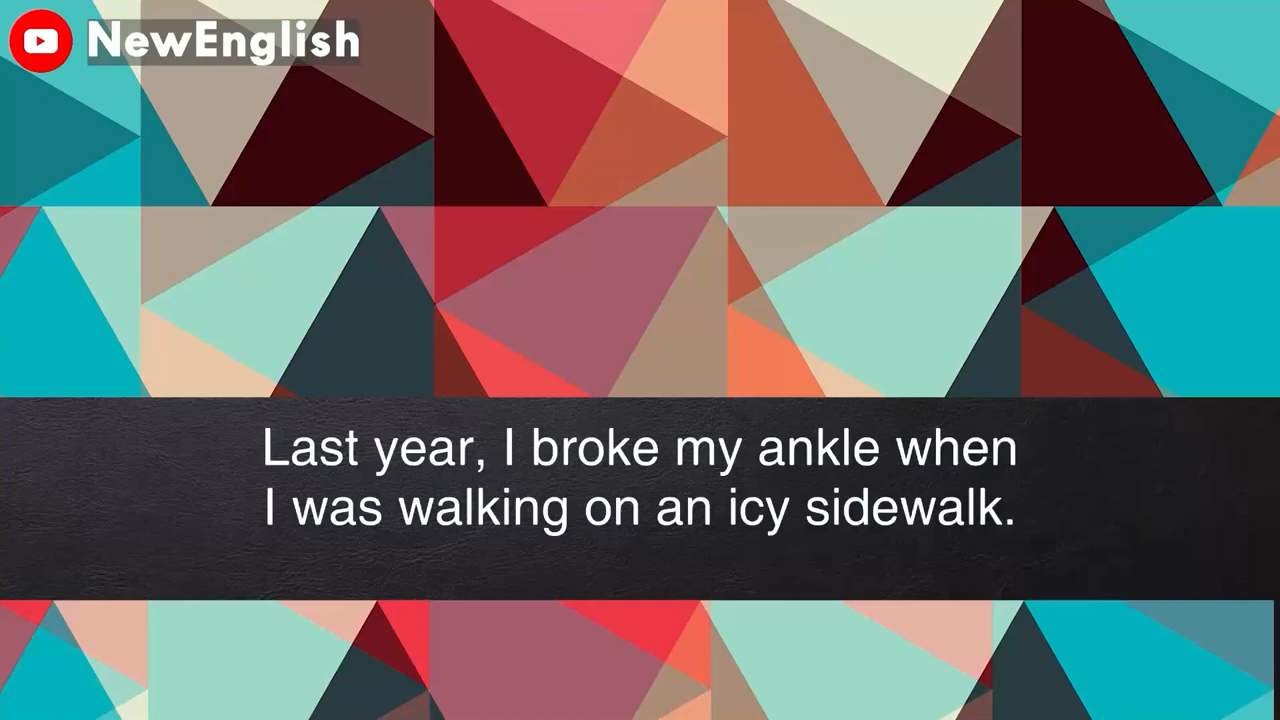 NewEnglish
Last year, I broke my ankle when
I was walking on an icy sidewalk.